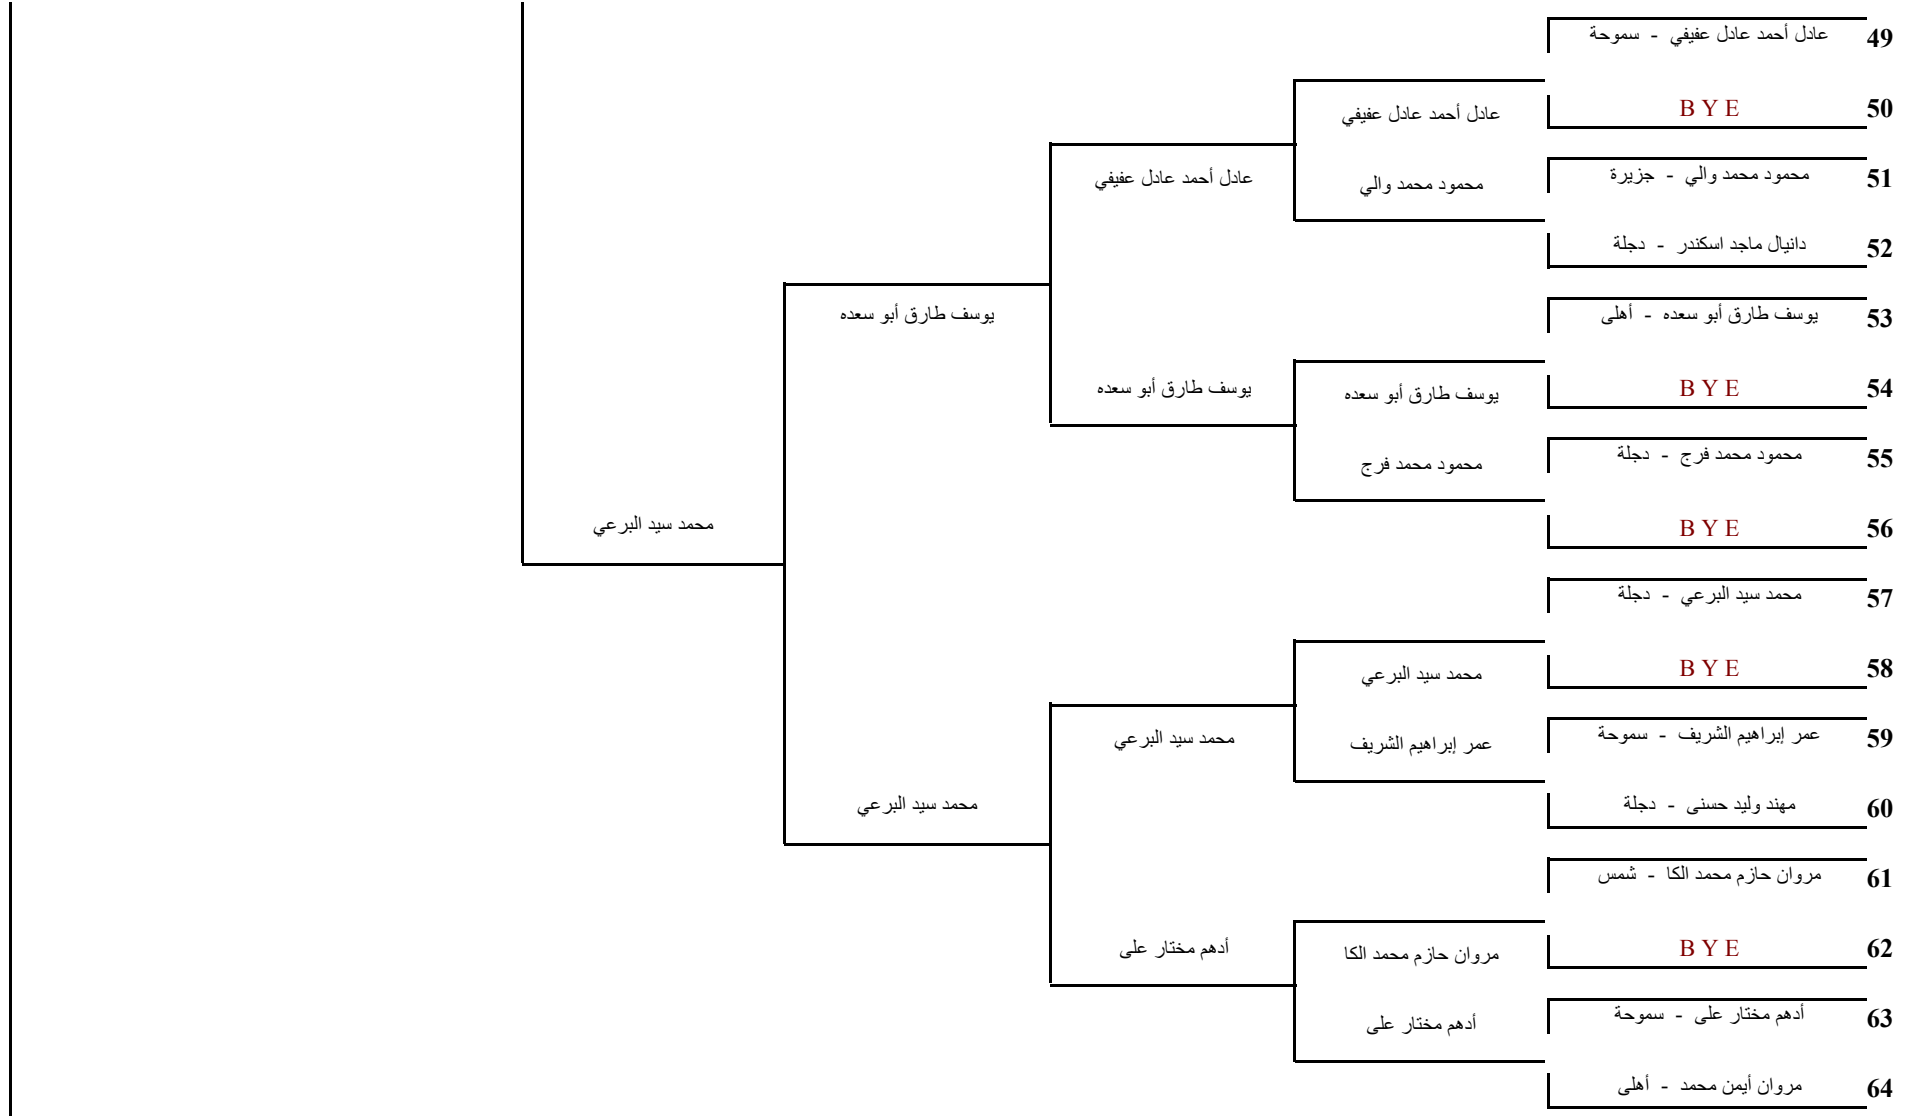 49 عادل أحمد عادل عفيفي - سموحة
50 B Y E
عادل أحمد عادل عفيفي
51 محمود محمد والي - جزيرة
محمود محمد والي
عادل أحمد عادل عفيفي
52 دانيال ماجد اسكندر - دجلة
53 يوسف طارق أبو سعده - أهلى
يوسف طارق أبو سعده
54 B Y E
يوسف طارق أبو سعده
يوسف طارق أبو سعده
55 محمود محمد فرج - دجلة
محمود محمد فرج
56 B Y E
محمد سيد البرعي
57 محمد سيد البرعي - دجلة
58 B Y E
محمد سيد البرعي
59 عمر إبراهيم الشريف - سموحة
عمر إبراهيم الشريف
محمد سيد البرعي
60 مهند وليد حسنى - دجلة
محمد سيد البرعي
61 مروان حازم محمد الكا - شمس
62 B Y E
مروان حازم محمد الكا
أدهم مختار على
63 أدهم مختار على - سموحة
أدهم مختار على
64 مروان أيمن محمد - أهلى